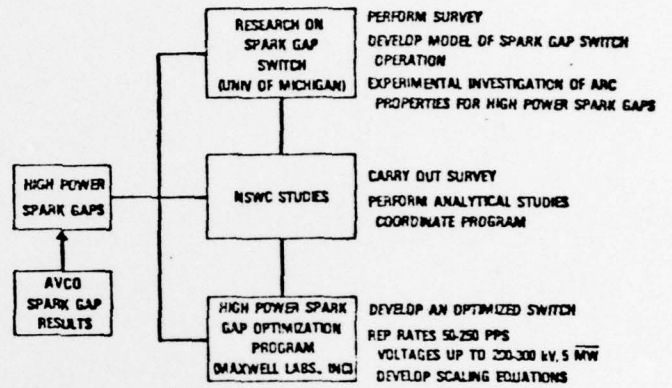 RESEARCH ON
SPARK GAP
SWITCH
(UNIV OF MICHIGAN)
PERFORM SURVEY
DEVELOP MODEL OF SPARK GAP SWITCH
OPERATION
EXPERIMENTAL INVESTIGATION OF ARC
PROPERTIES FOR HIGH POWER SPARK GAPS
HIGH POWER
SPARK GAPS
NSWC STUDIES
CARRY OUT SURVEY
PERFORM ANALYTICAL STUDIES
COORDINATE PROGRAM
AVCO
SPARK GAP
RESULTS
HIGH POWER SPARK
GAP OPTIMIZATION
PROGRAM
(MAXWELL LABS., INC)
DEVELOP AN OPTIMIZED SWITCH
REP RATES 50-250 PPS
VOLTAGES UP TO 200-300 kV, 5 MW
DEVELOP SCALING EQUATIONS